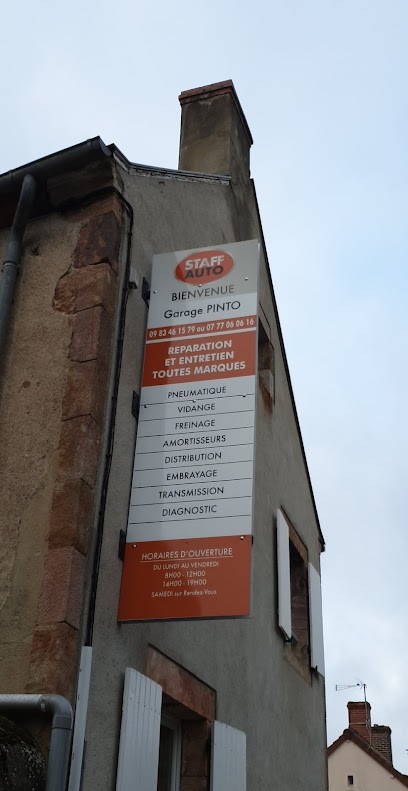 STAFF
AUTO
BIENVENUE
Garage PINTO
09 83 46 15 79 ou 07 77 06 06 16
REPARATION
ET ENTRETIEN
TOUTES MARQUES
PNEUMATIQUE
VIDANGE
FREINAGE
AMORTISSEURS
DISTRIBUTION
EMBRAYAGE
TRANSMISSION
DIAGNOSTIC
HORAIRES D'OUVERTURE
DU LUNDI AU VENDREDI
8H00 - 12H00
14H00 - 19H00
SAMEDI sur Rendez-Vous